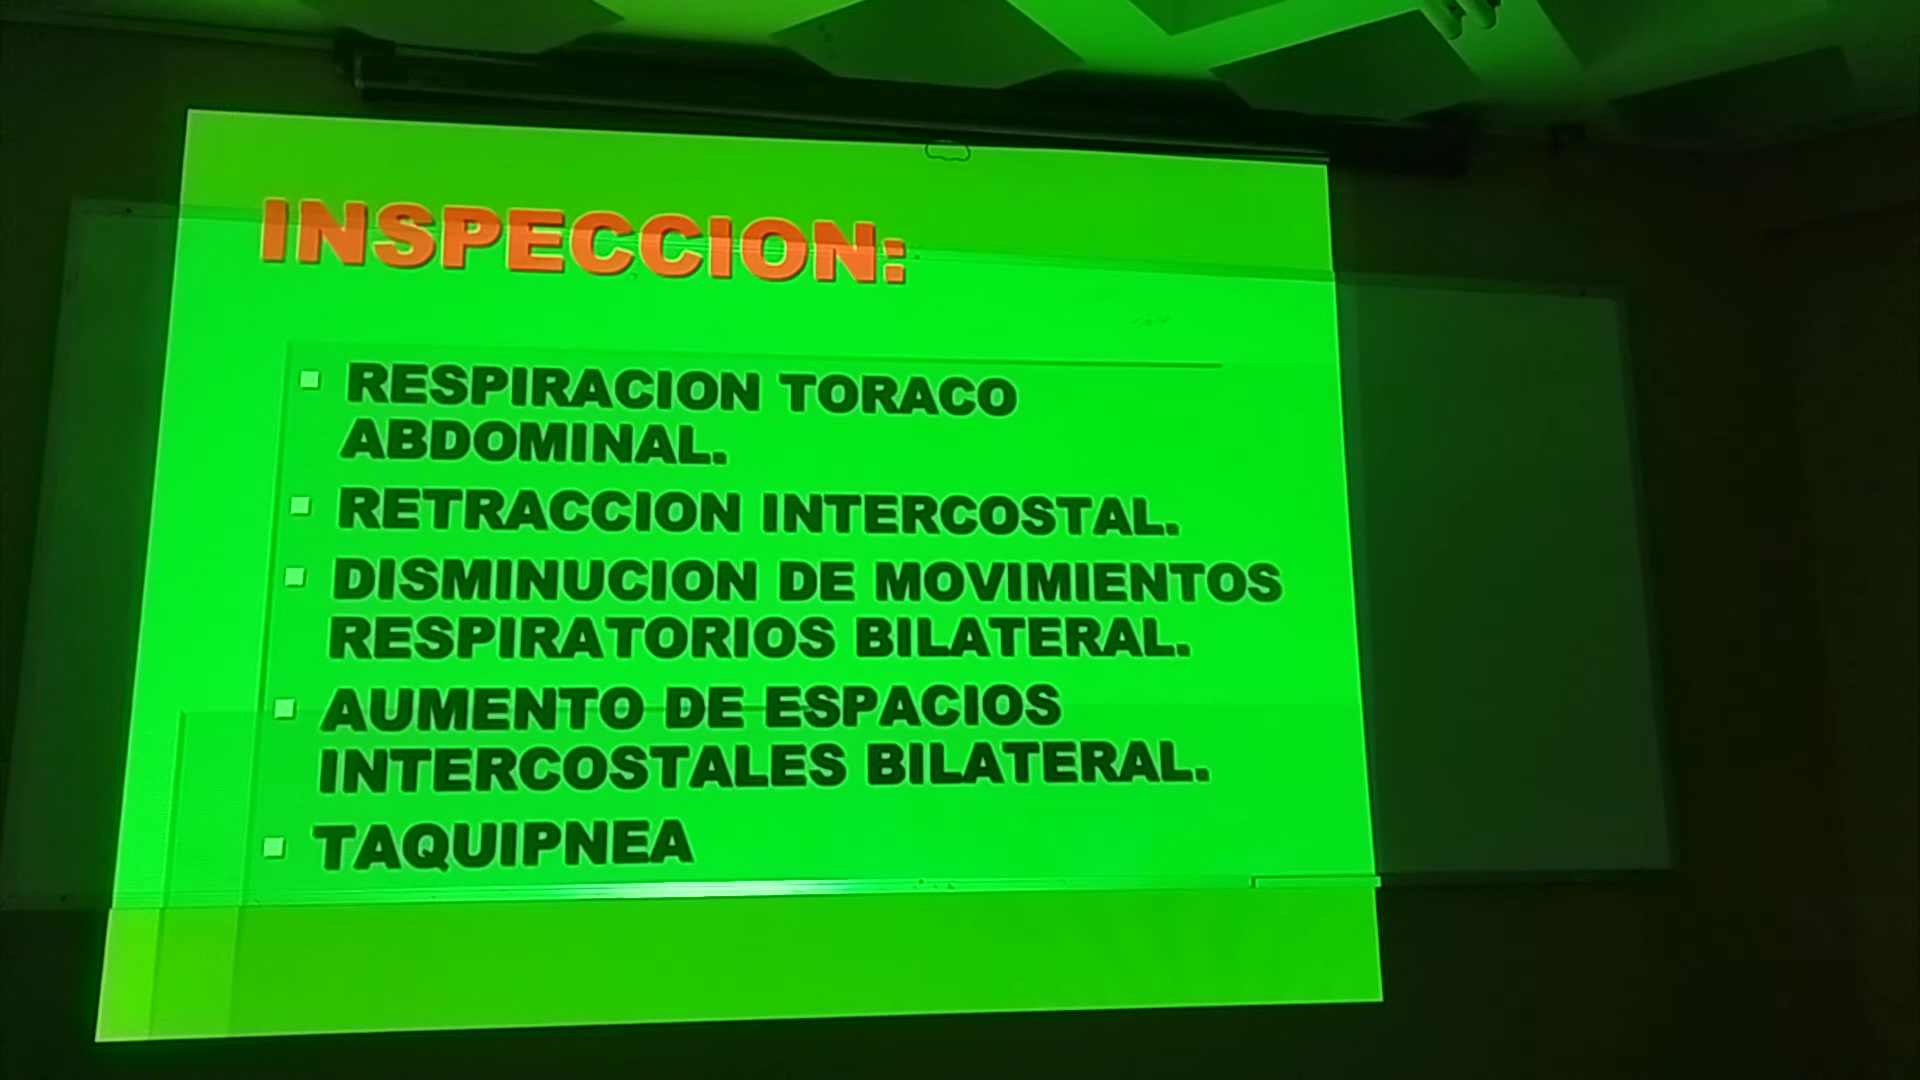 INSPECCION:
RESPIRACION TORACO
ABDOMINAL.
RETRACCION INTERCOSTAL.
DISMINUCION DE MOVIMIENTOS
RESPIRATORIOS BILATERAL.
AUMENTO DE ESPACIOS
INTERCOSTALES BILATERAL.
TAQUIPNEA